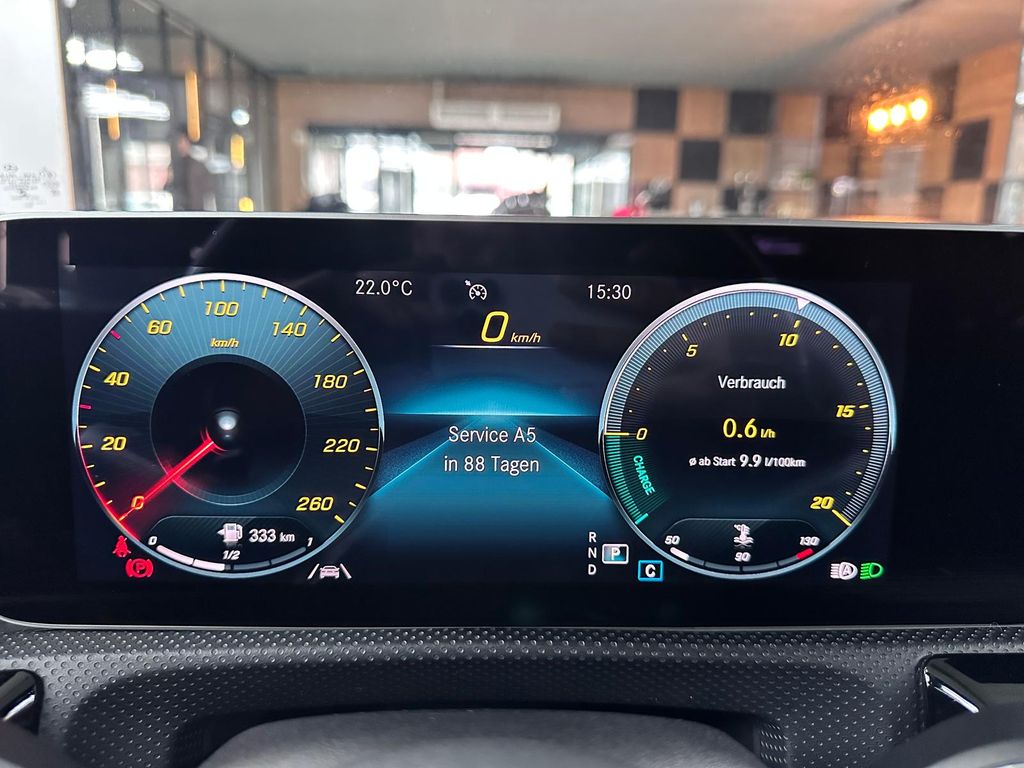 22.0°C
15:30
0 km/h
0
20
40
60
100
140
180
220
260
km/h
333 km
0
1/2
1
P
Service A5
in 88 Tagen
R
N
D
P
C
CHARGE
0
5
10
15
20
Verbrauch
0.6 l/h
ø ab Start 9.9 l/100km
50
90
130
A